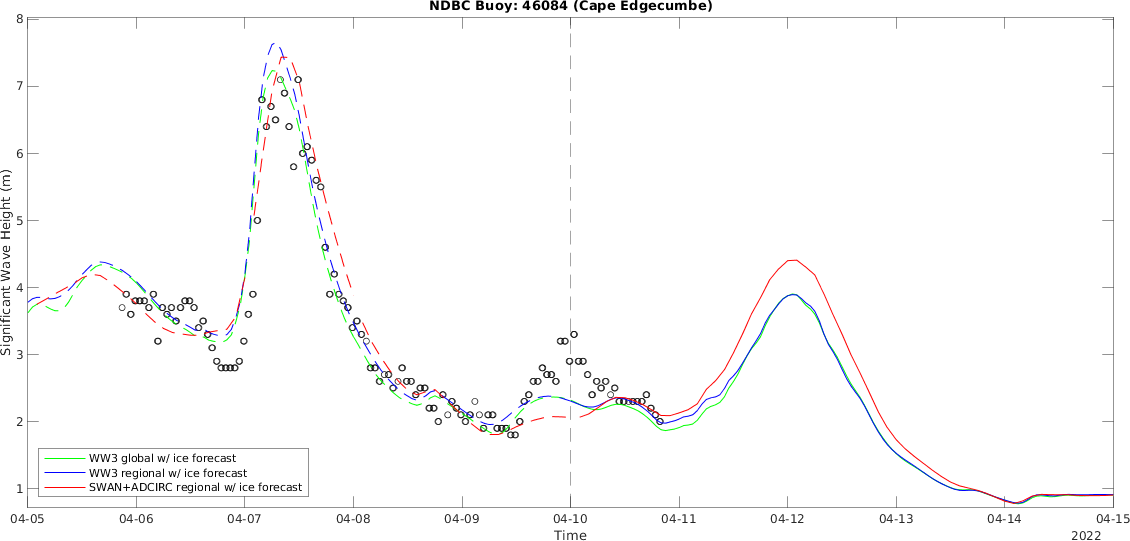 NDBC Buoy: 46084 (Cape Edgecumbe)
8
7
6
5
4
3
2
1
Significant Wave Height (m)
WW3 global w/ ice forecast
WW3 regional w/ ice forecast
SWAN+ADCIRC regional w/ ice forecast
04-05 04-06 04-07 04-08 04-09 04-10 04-11 04-12 04-13 04-14 04-15
Time
2022